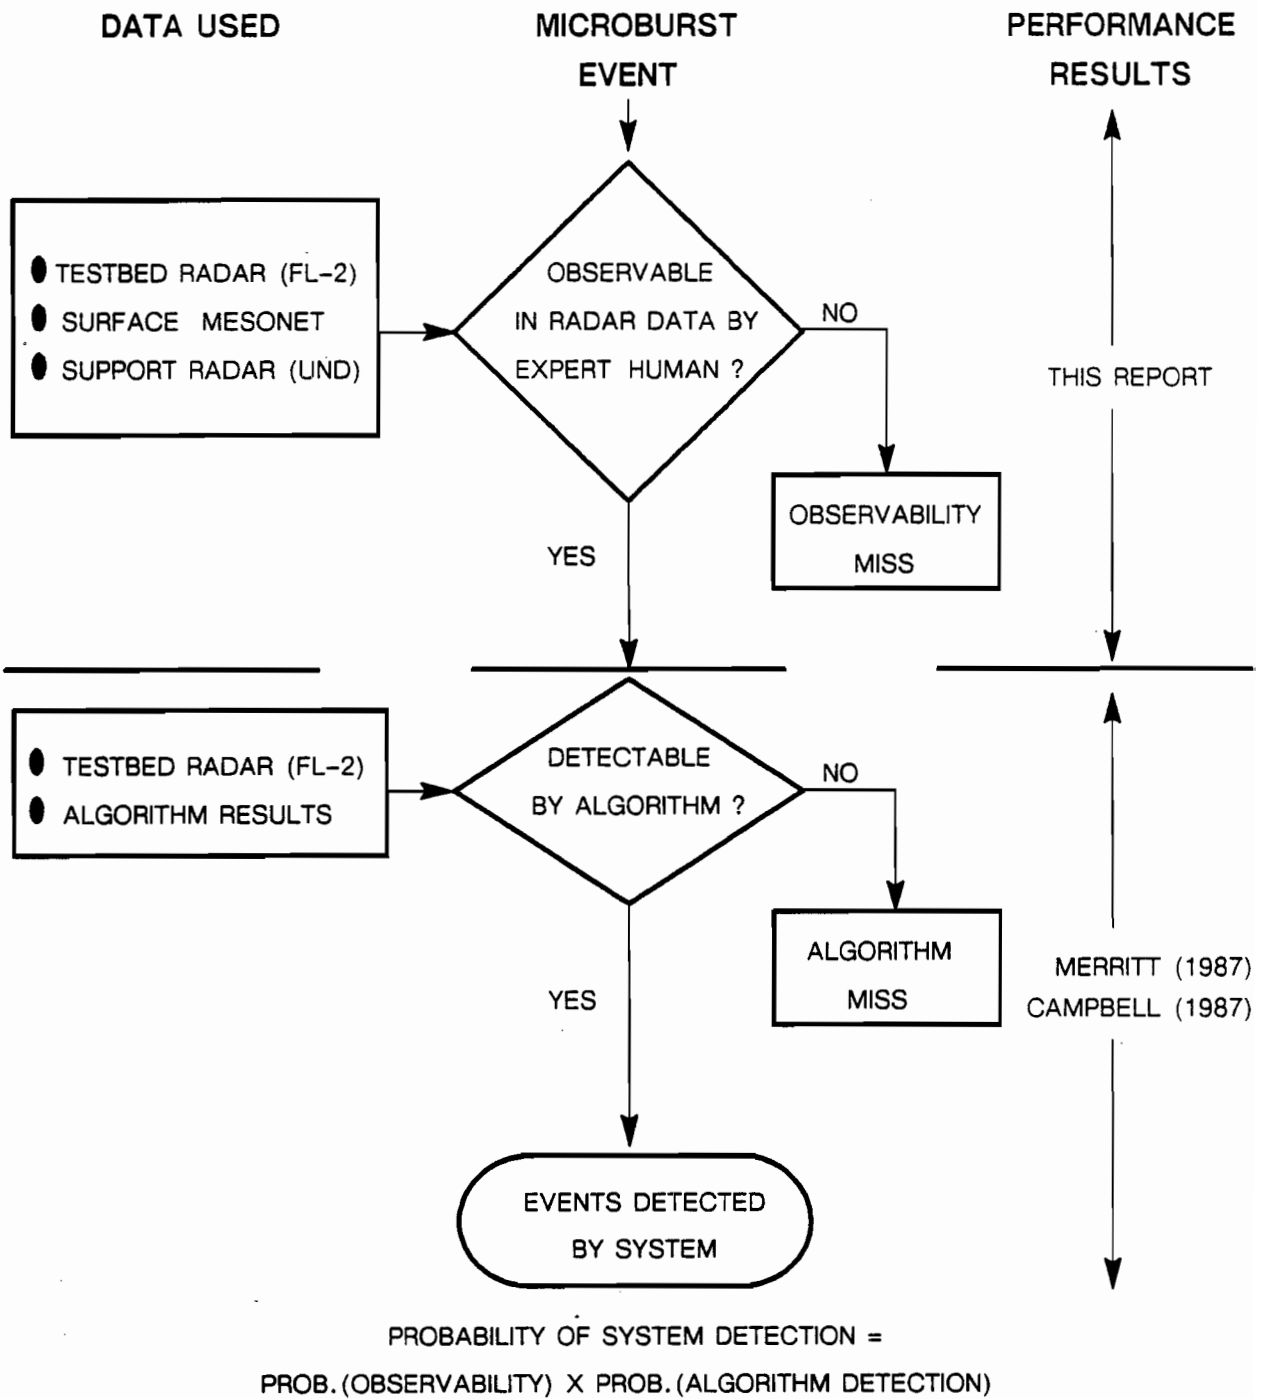 DATA USED
MICROBURST
EVENT
PERFORMANCE
RESULTS
● TESTBED RADAR (FL-2)
● SURFACE MESONET
● SUPPORT RADAR (UND)
OBSERVABLE
IN RADAR DATA BY
EXPERT HUMAN ?
NO
OBSERVABILITY
MISS
YES
THIS REPORT
● TESTBED RADAR (FL-2)
● ALGORITHM RESULTS
DETECTABLE
BY ALGORITHM ?
NO
ALGORITHM
MISS
YES
MERRITT (1987)
CAMPBELL (1987)
EVENTS DETECTED
BY SYSTEM
PROBABILITY OF SYSTEM DETECTION =
PROB. (OBSERVABILITY) X PROB. (ALGORITHM DETECTION)